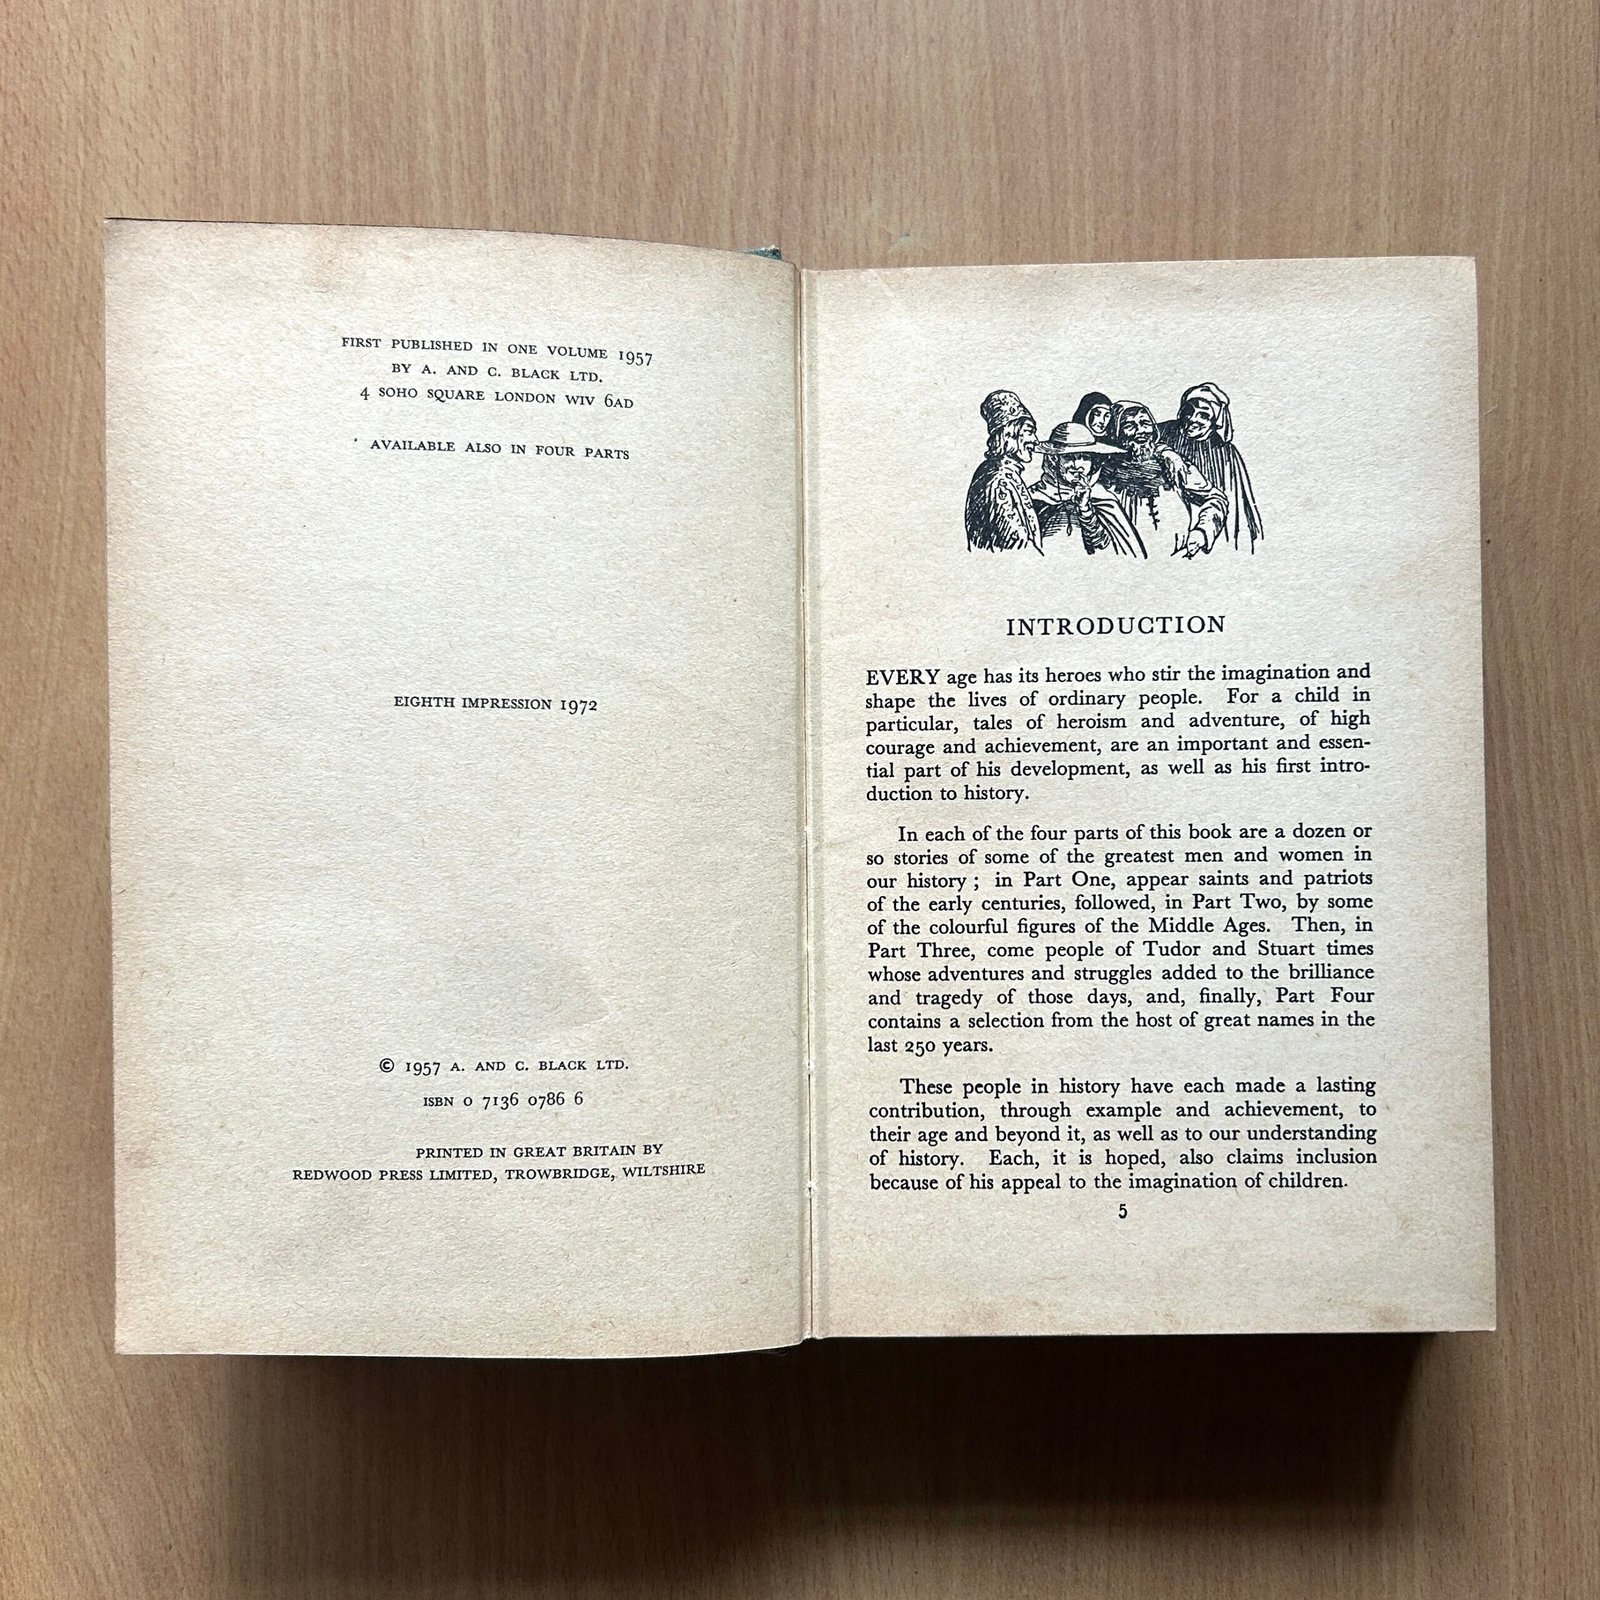 FIRST PUBLISHED IN ONE VOLUME 1957
BY A. AND C. BLACK LTD.
4 SOHO SQUARE LONDON WIV 6AD
AVAILABLE ALSO IN FOUR PARTS
EIGHTH IMPRESSION 1972
© 1957 A. AND C. BLACK LTD.
ISBN 0 7136 0786 6
PRINTED IN GREAT BRITAIN BY
REDWOOD PRESS LIMITED, TROWBRIDGE, WILTSHIRE
INTRODUCTION
EVERY age has its heroes who stir the imagination and
shape the lives of ordinary people. For a child in
particular, tales of heroism and adventure, of high
courage and achievement, are an important and essen-
tial part of his development, as well as his first intro-
duction to history.
In each of the four parts of this book are a dozen or
so stories of some of the greatest men and women in
our history ; in Part One, appear saints and patriots
of the early centuries, followed, in Part Two, by some
of the colourful figures of the Middle Ages. Then, in
Part Three, come people of Tudor and Stuart times
whose adventures and struggles added to the brilliance
and tragedy of those days, and, finally, Part Four
contains a selection from the host of great names in the
last 250 years.
These people in history have each made a lasting
contribution, through example and achievement, to
their age and beyond it, as well as to our understanding
of history. Each, it is hoped, also claims inclusion
because of his appeal to the imagination of children.
5